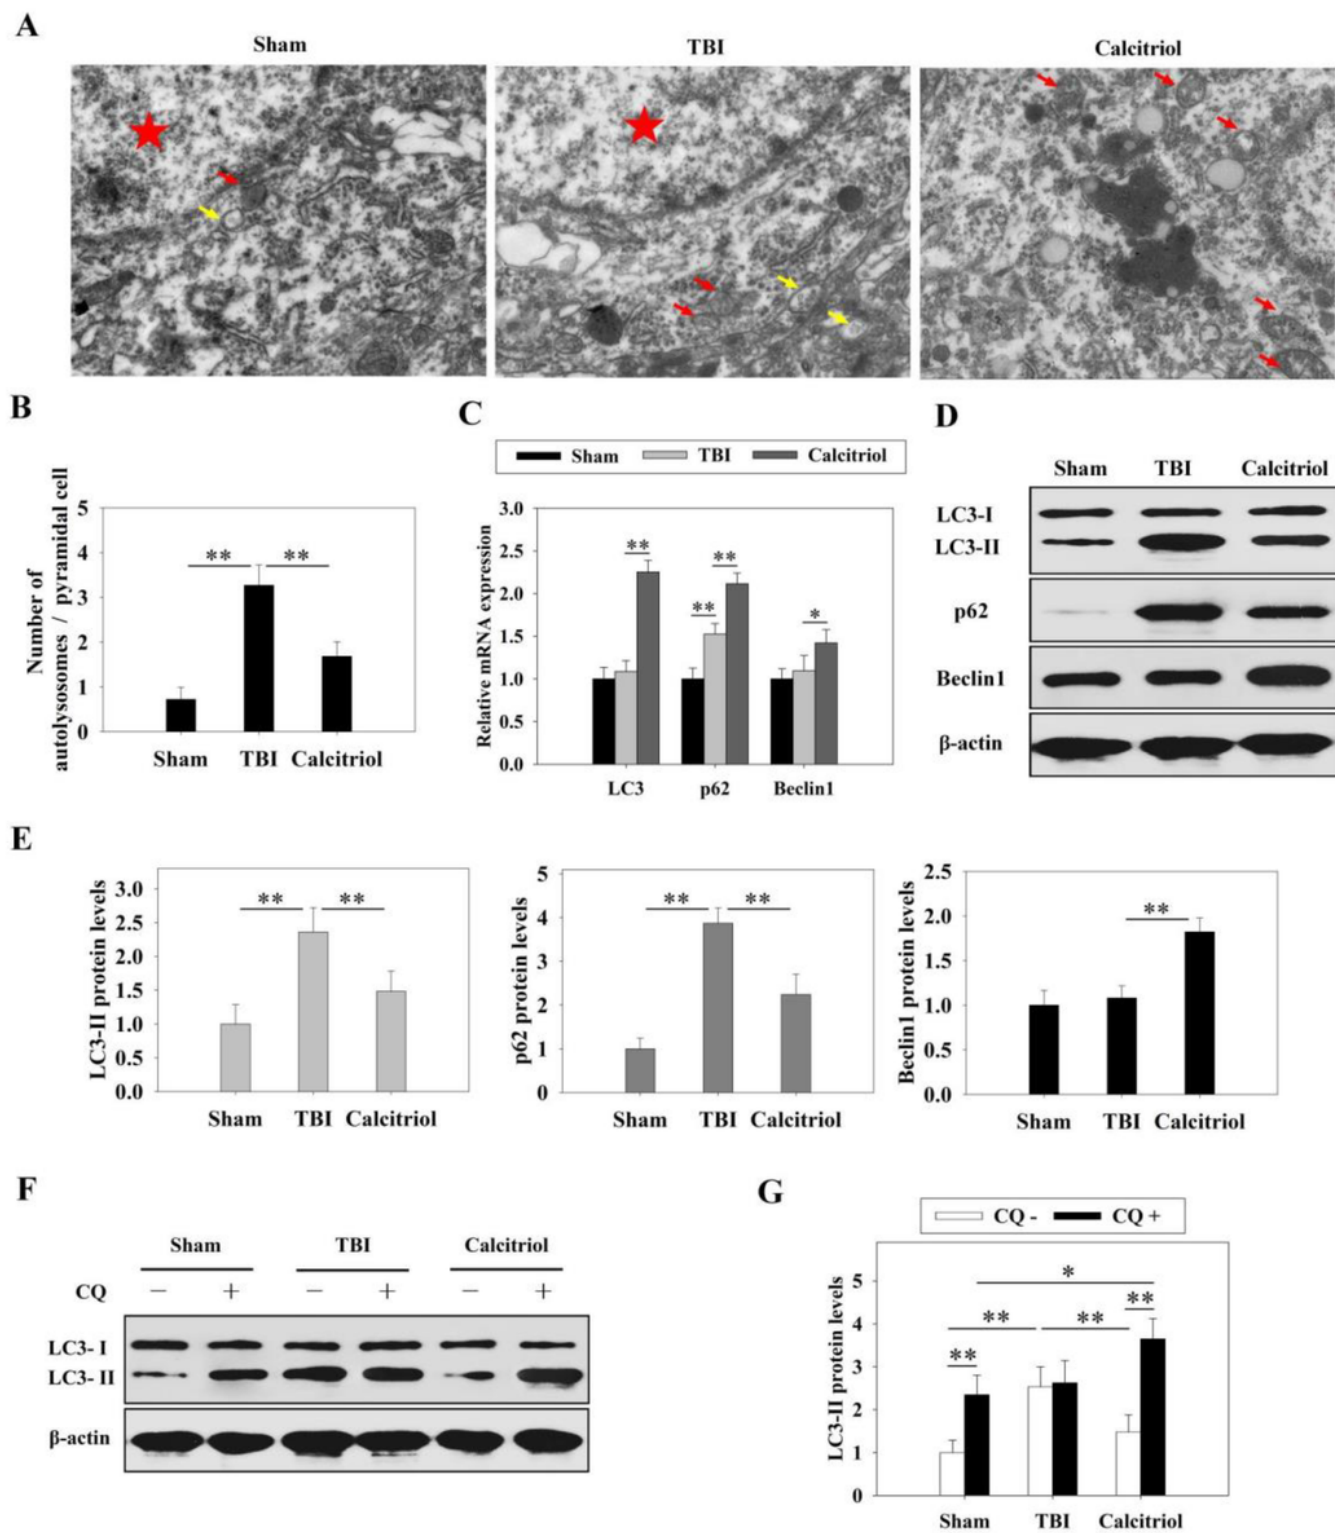 A
Sham TBI Calcitriol
B
Number of
autolysosomes / pyramidal cell
5
4
3
2
1
0
** **
Sham TBI Calcitriol
C
Sham TBI Calcitriol
Relative mRNA expression
3.0
2.5
2.0
1.5
1.0
0.5
0.0
** ** ** *
LC3 p62 Beclin1
D
Sham TBI Calcitriol
LC3-I
LC3-II
p62
Beclin1
β-actin
E
LC3-II protein levels
3.0
2.5
2.0
1.5
1.0
0.5
0.0
** **
Sham TBI Calcitriol
p62 protein levels
5
4
3
2
1
0
** **
Sham TBI Calcitriol
Beclin1 protein levels
2.5
2.0
1.5
1.0
0.5
0.0
**
Sham TBI Calcitriol
F
Sham TBI Calcitriol
CQ − + − + − +
LC3- I
LC3- II
β-actin
G
CQ - CQ +
LC3-II protein levels
5
4
3
2
1
0
*
** ** **
**
Sham TBI Calcitriol